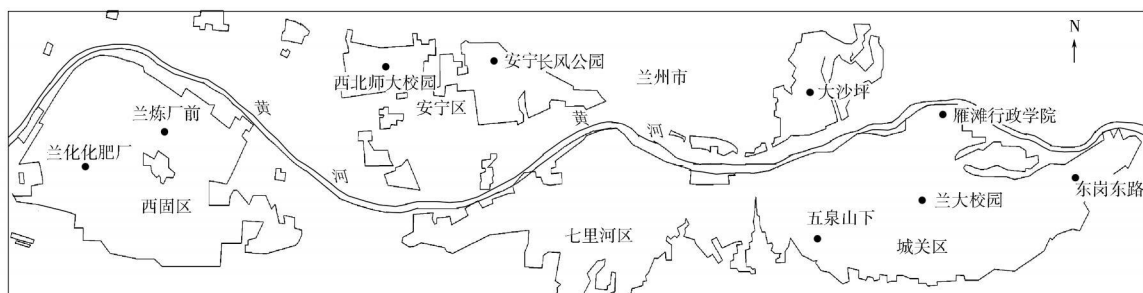 N
西北师大校园
安宁长风公园
兰州市
大沙坪
安宁区
黄
河
黄
河
兰炼厂前
兰化化肥厂
西固区
雁滩行政学院
东岗东路
兰大校园
五泉山下
七里河区
城关区